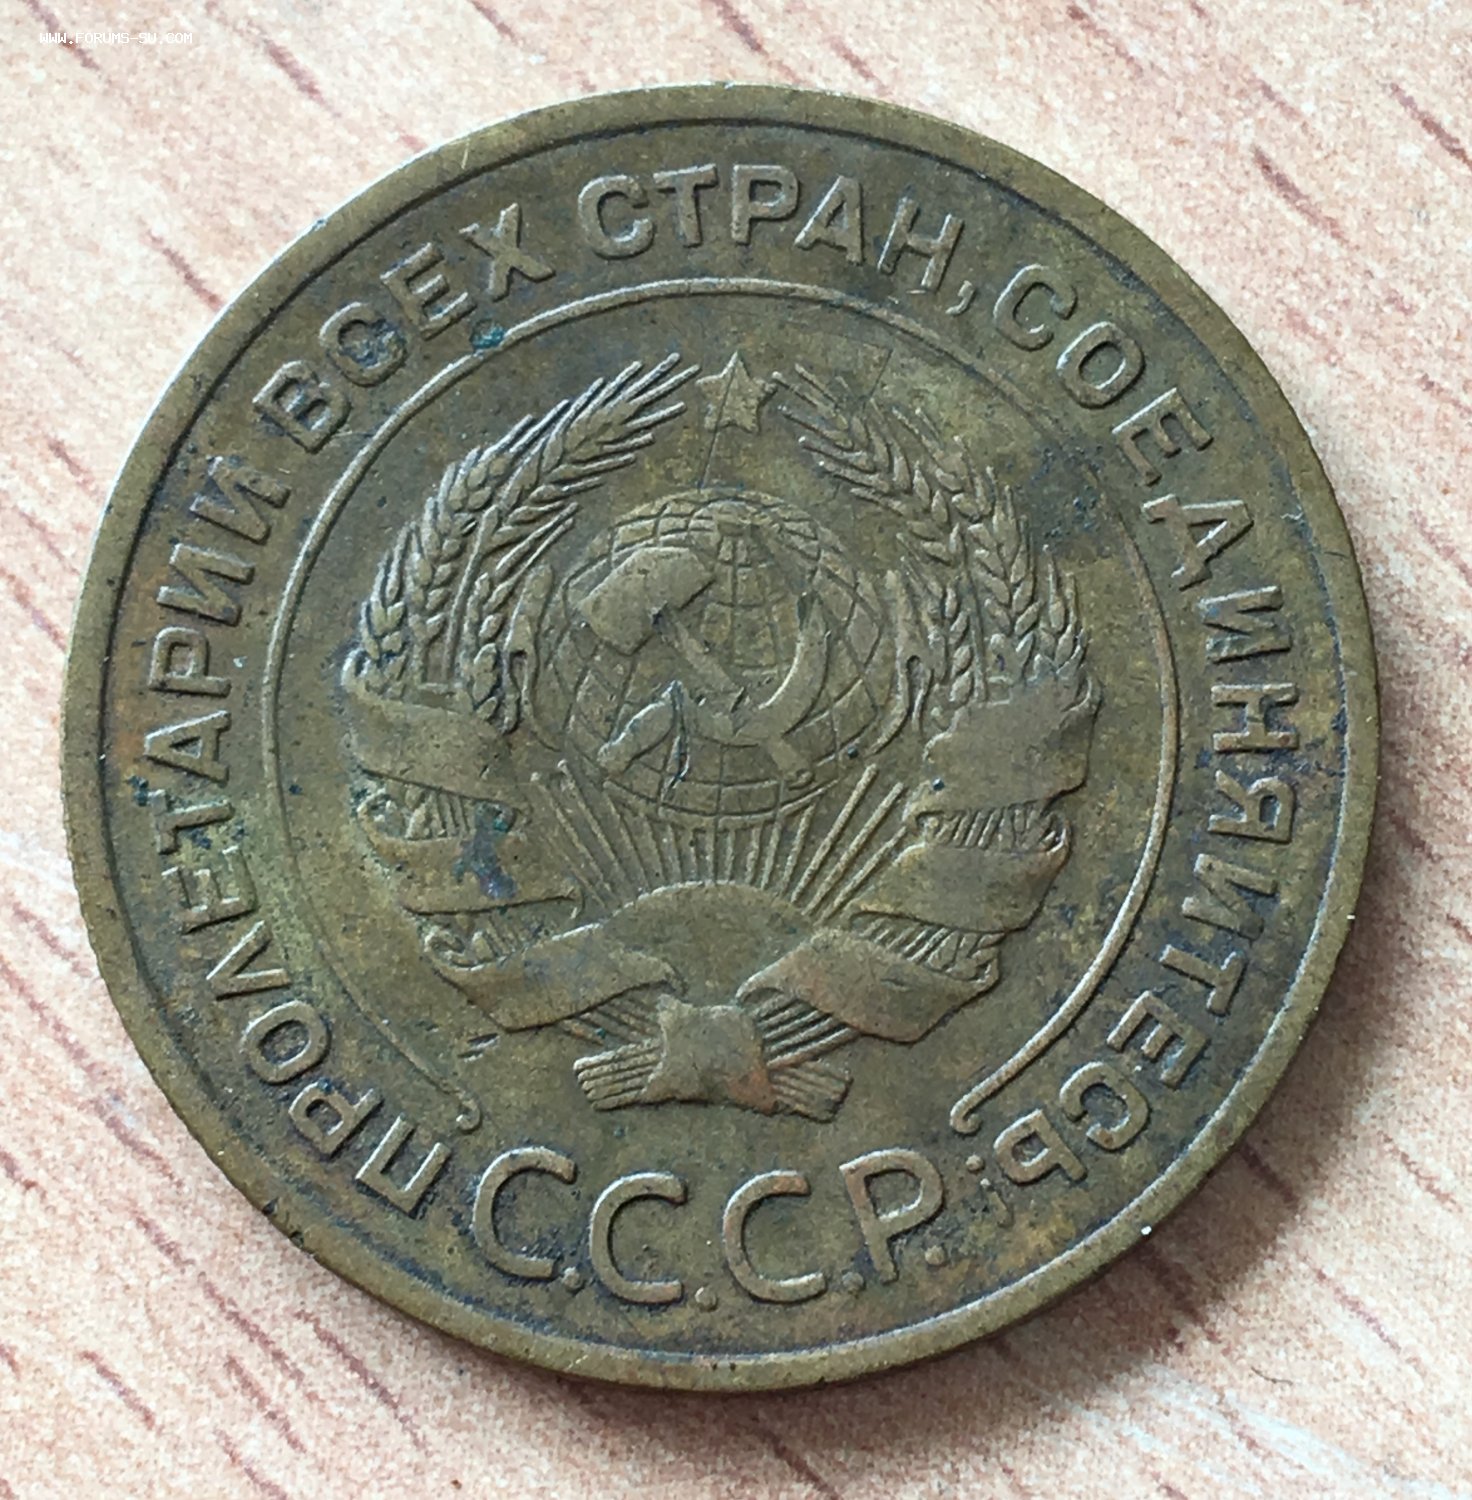 WWW.FORUMS-SU.COM
ПРОЛЕТАРИИ ВСЕХ СТРАН, СОЕДИНЯЙТЕСЬ!
С.С.С.Р.